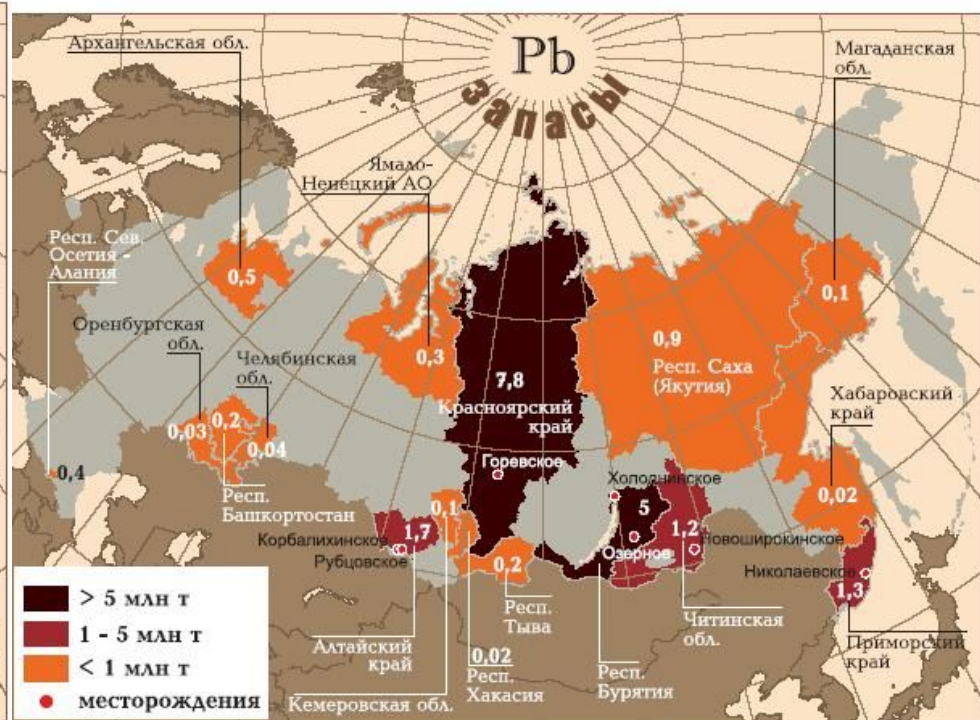 Pb
запасы
Архангельская обл.
Магаданская
обл.
Ямало-
Ненецкий АО
Респ. Сев.
Осетия -
Алания
0,5
0,1
Оренбургская
обл.
Челябинская
обл.
0,3
0,9
Респ. Саха
(Якутия)
7,8
Красноярский
край
Хабаровский
край
0,03
0,2
0,04
0,4
Горевское
Холоднинское
0,02
Респ.
Башкортостан
0,1
5
1,2
Корбалихинское
1,7
Рубцовское
Озерное
Новоширокинское
0,2
Николаевское
1,3
> 5 млн т
1 - 5 млн т
< 1 млн т
месторождения
Респ.
Тыва
Читинская
обл.
Приморский
край
Алтайский
край
0,02
Респ.
Хакасия
Респ.
Бурятия
Кемеровская обл.